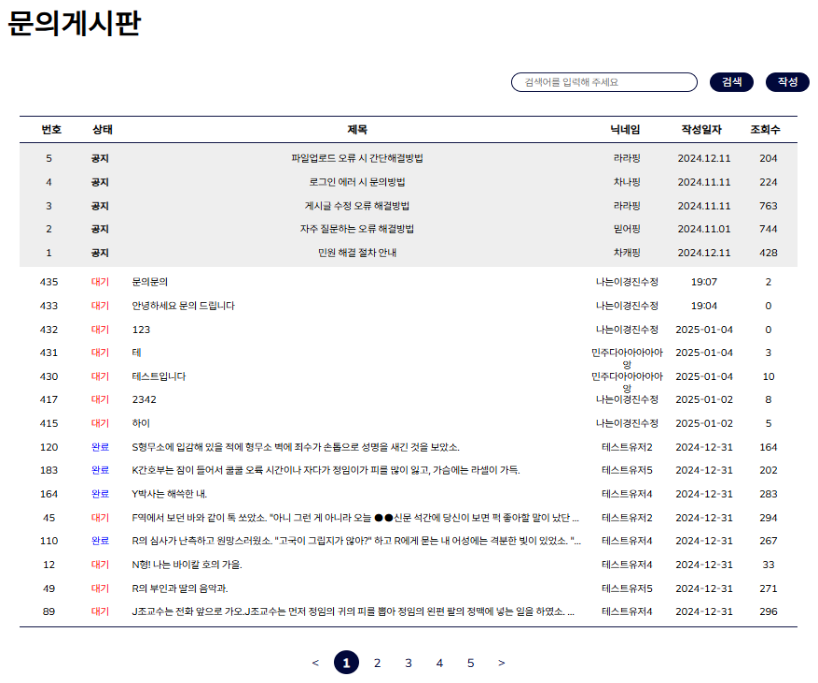 문의게시판
검색어를 입력해 주세요 검색 작성
번호 상태 제목 닉네임 작성일자 조회수
5 공지 파일업로드 오류 시 간단해결방법 라라핑 2024.12.11 204
4 공지 로그인 에러 시 문의방법 차나핑 2024.11.11 224
3 공지 게시글 수정 오류 해결방법 라라핑 2024.11.11 763
2 공지 자주 질문하는 오류 해결방법 믿어핑 2024.11.01 744
1 공지 민원 해결 절차 안내 차캐핑 2024.12.11 428
435 대기 문의문의 나는이경진수정 19:07 2
433 대기 안녕하세요 문의 드립니다 나는이경진수정 19:04 0
432 대기 123 나는이경진수정 2025-01-04 0
431 대기 테 민주다아아아아아앙 2025-01-04 3
430 대기 테스트입니다 민주다아아아아아앙 2025-01-04 10
417 대기 2342 나는이경진수정 2025-01-02 8
415 대기 하이 나는이경진수정 2025-01-02 5
120 완료 S형무소에 입감해 있을 적에 형무소 벽에 죄수가 손톱으로 성명을 새긴 것을 보았소. 테스트유저2 2024-12-31 164
183 완료 K간호부는 잠이 들어서 쿨쿨 오륙 시간이나 자다가 정임이가 피를 많이 잃고, 가슴에는 라셀이 가득. 테스트유저5 2024-12-31 202
164 완료 Y박사는 해쓱한 내. 테스트유저4 2024-12-31 283
45 대기 F역에서 보던 바와 같이 톡 쏘았소. "아니 그런 게 아니라 오늘 ●●신문 석간에 당신이 보면 퍽 좋아할 말이 났단 ... 테스트유저2 2024-12-31 294
110 완료 R의 심사가 난측하고 원망스러웠소. "고국이 그립지가 않아?" 하고 R에게 묻는 내 어성에는 격분한 빛이 있었소. "... 테스트유저4 2024-12-31 267
12 대기 N형! 나는 바이칼 호의 가을. 테스트유저4 2024-12-31 33
49 대기 R의 부인과 딸의 음악과. 테스트유저5 2024-12-31 271
89 대기 J조교수는 전화 앞으로 가오.J조교수는 먼저 정임의 귀의 피를 뽑아 정임의 왼편 팔의 정맥에 넣는 일을 하였소. ... 테스트유저4 2024-12-31 296
< 1 2 3 4 5 >